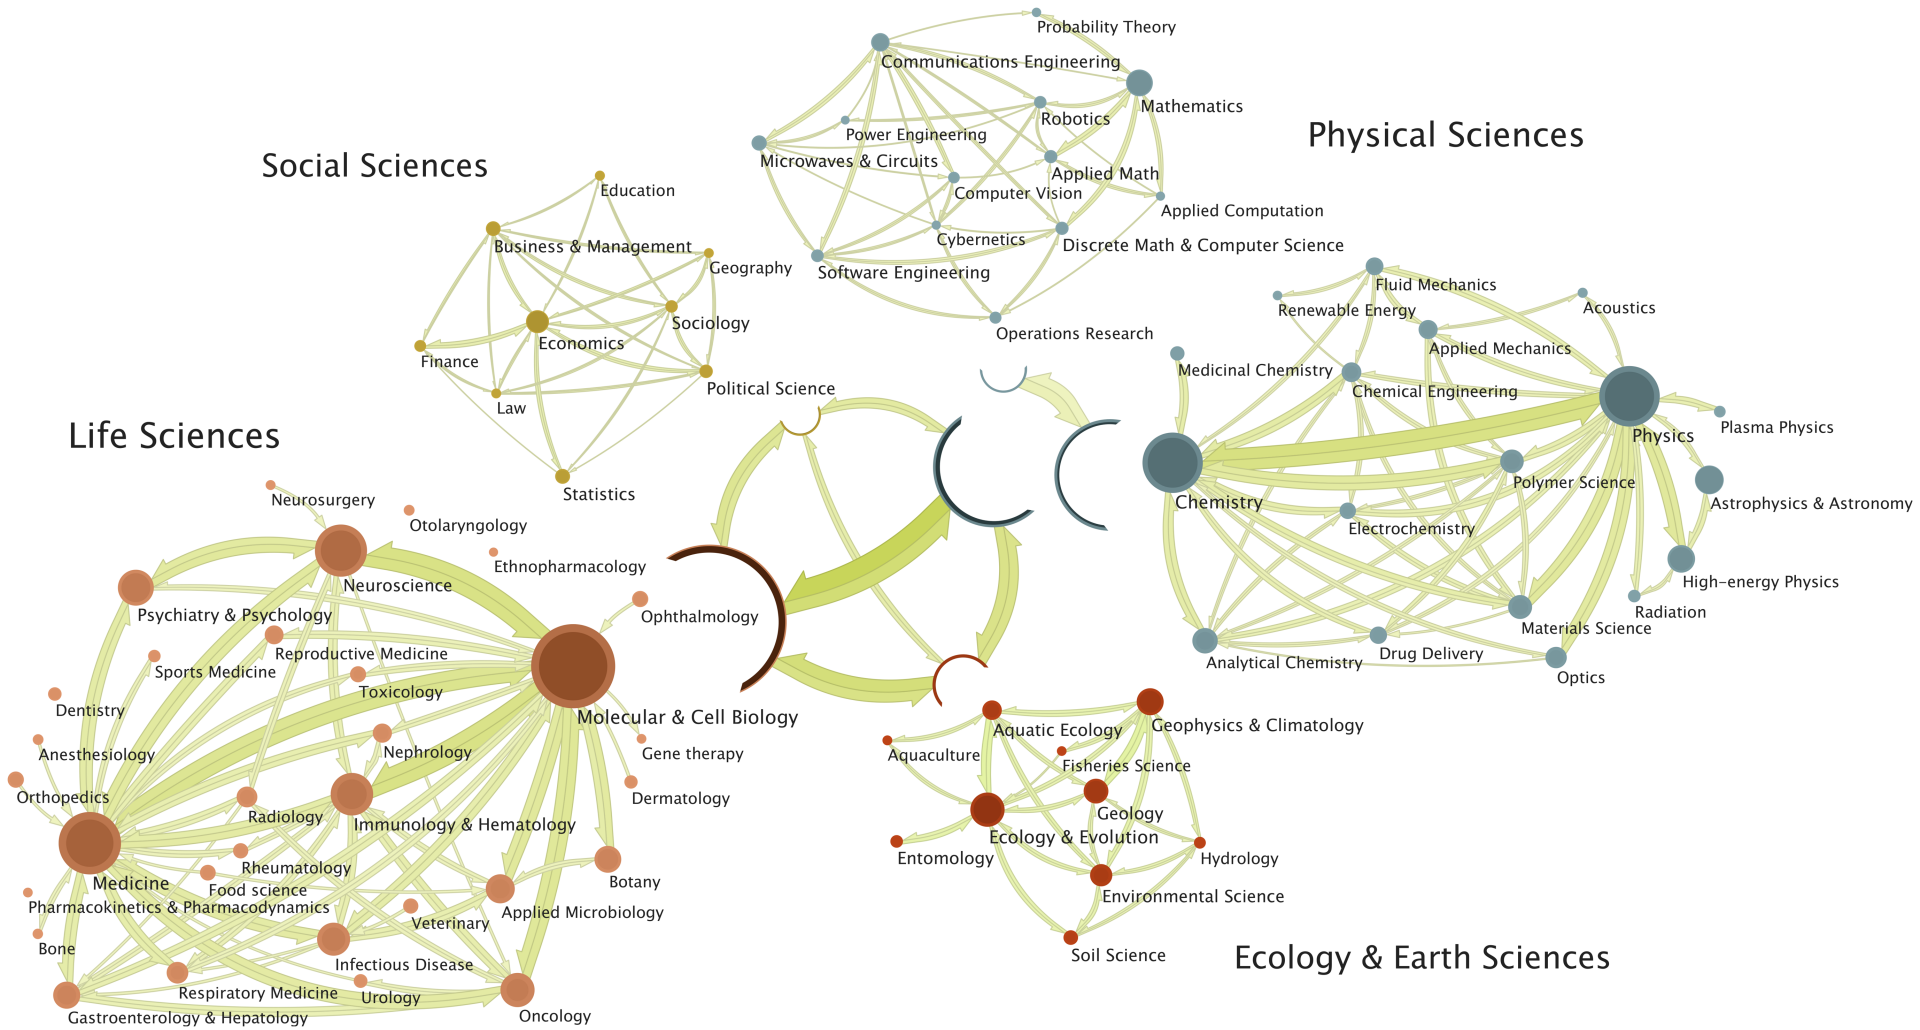 Probability Theory
Communications Engineering
Mathematics
Robotics
Power Engineering
Microwaves & Circuits
Applied Math
Computer Vision
Applied Computation
Cybernetics
Discrete Math & Computer Science
Software Engineering
Operations Research
Physical Sciences
Social Sciences
Education
Business & Management
Geography
Sociology
Economics
Finance
Political Science
Law
Statistics
Fluid Mechanics
Renewable Energy
Acoustics
Applied Mechanics
Medicinal Chemistry
Chemical Engineering
Physics
Plasma Physics
Polymer Science
Chemistry
Astrophysics & Astronomy
Electrochemistry
High-energy Physics
Radiation
Materials Science
Drug Delivery
Analytical Chemistry
Optics
Life Sciences
Neurosurgery
Otolaryngology
Ethnopharmacology
Neuroscience
Psychiatry & Psychology
Ophthalmology
Reproductive Medicine
Sports Medicine
Toxicology
Dentistry
Molecular & Cell Biology
Anesthesiology
Nephrology
Gene therapy
Orthopedics
Dermatology
Radiology
Immunology & Hematology
Rheumatology
Medicine
Food science
Botany
Pharmacokinetics & Pharmacodynamics
Applied Microbiology
Veterinary
Bone
Infectious Disease
Respiratory Medicine
Urology
Gastroenterology & Hepatology
Oncology
Aquatic Ecology
Geophysics & Climatology
Aquaculture
Fisheries Science
Geology
Ecology & Evolution
Entomology
Hydrology
Environmental Science
Soil Science
Ecology & Earth Sciences